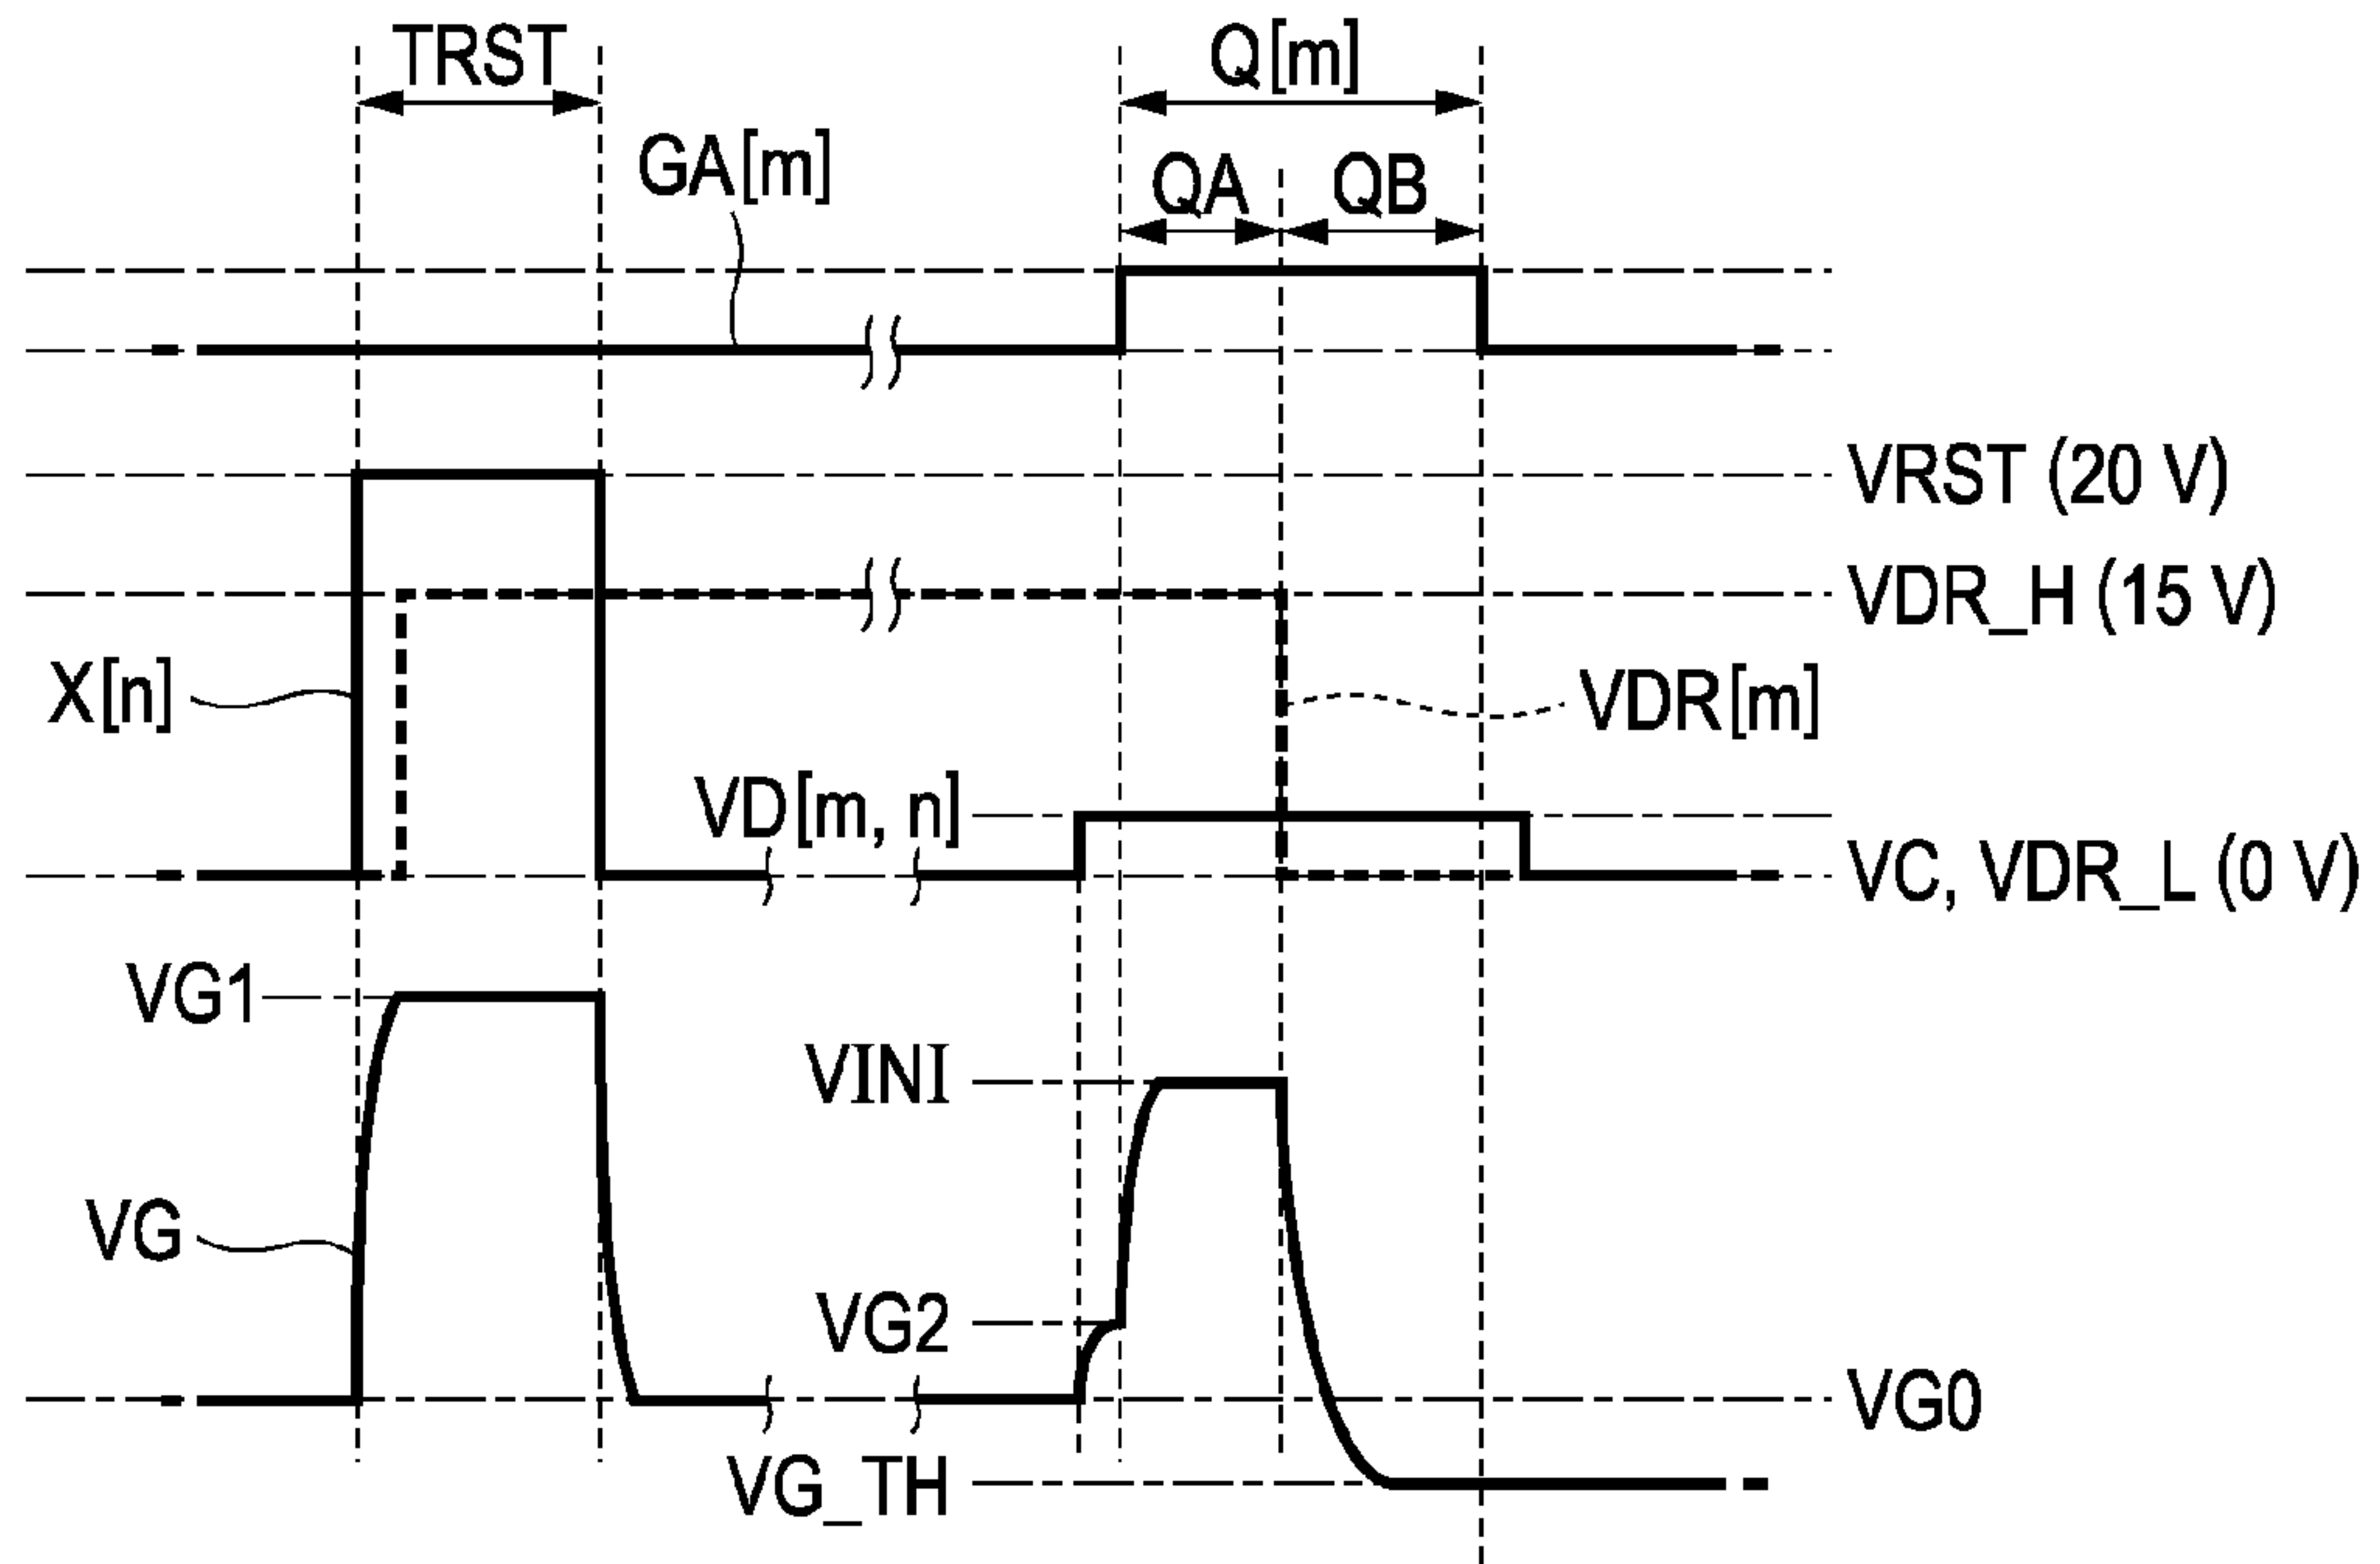 TRST
Q[m]
GA[m]
QA
QB
VRST (20 V)
VDR_H (15 V)
X[n]
VDR[m]
VD[m, n]
VC, VDR_L (0 V)
VG1
VINI
VG
VG2
VG0
VG_TH